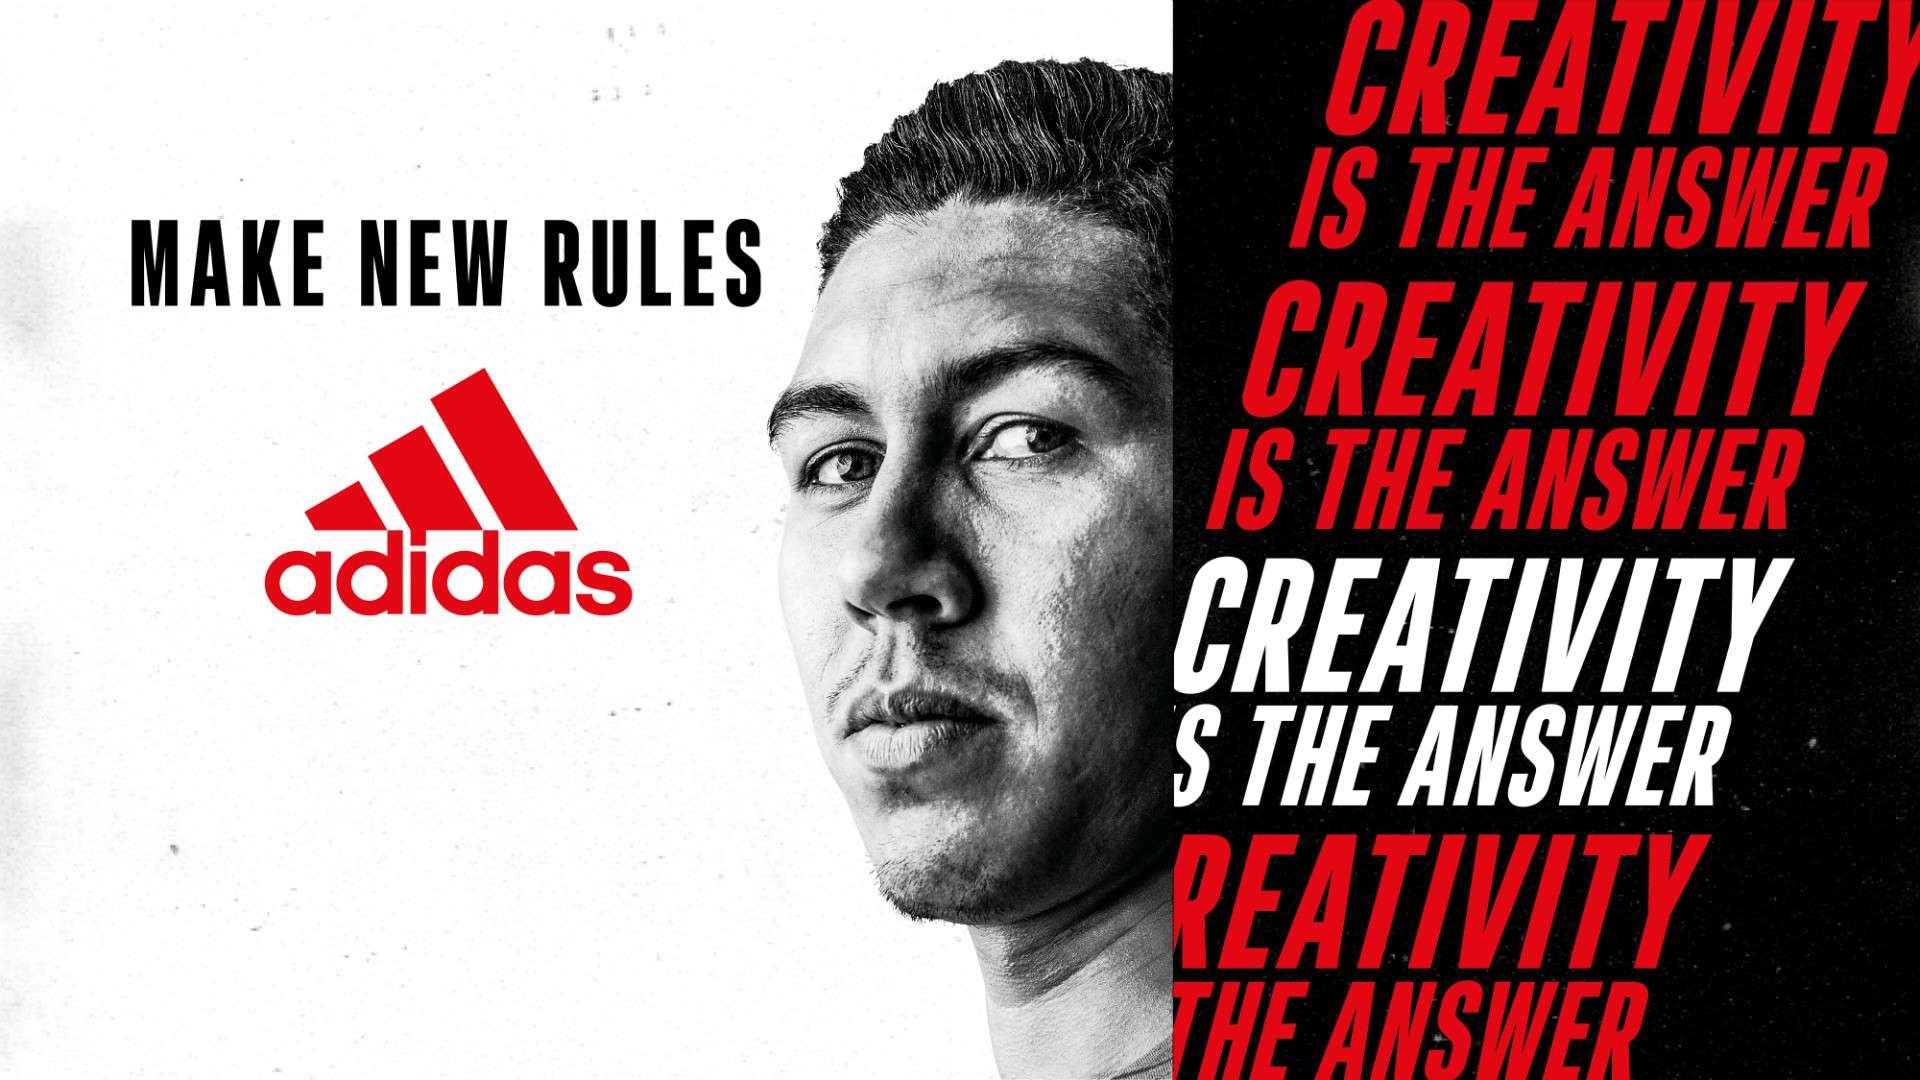 MAKE NEW RULES
adidas
CREATIVITY
IS THE ANSWER
CREATIVITY
IS THE ANSWER
CREATIVITY
S THE ANSWER
REATIVITY
THE ANSWER